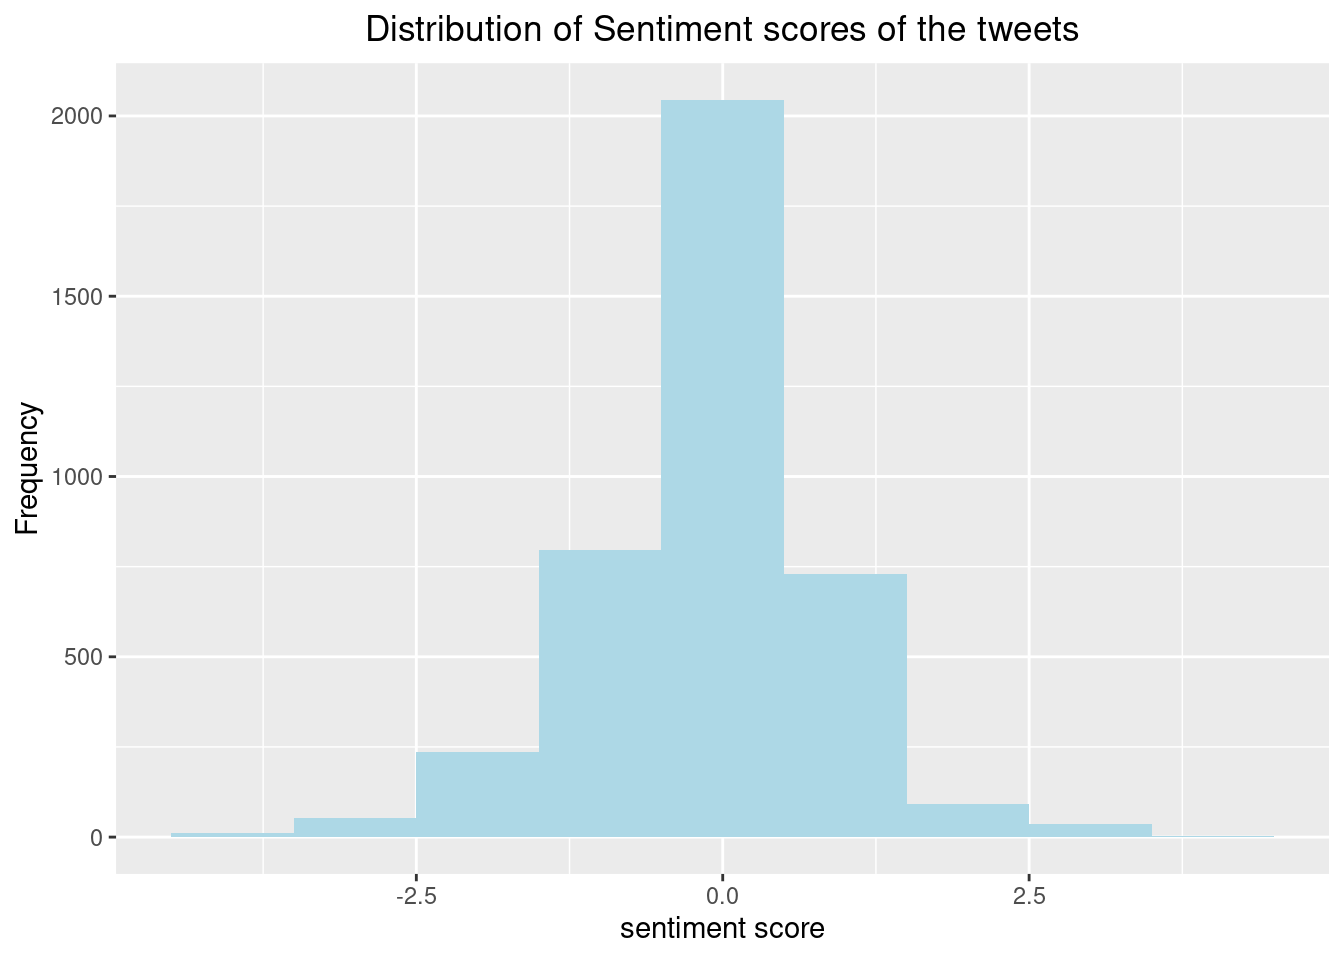 Distribution of Sentiment scores of the tweets
2000
1500
1000
500
0
Frequency
-2.5 0.0 2.5
sentiment score